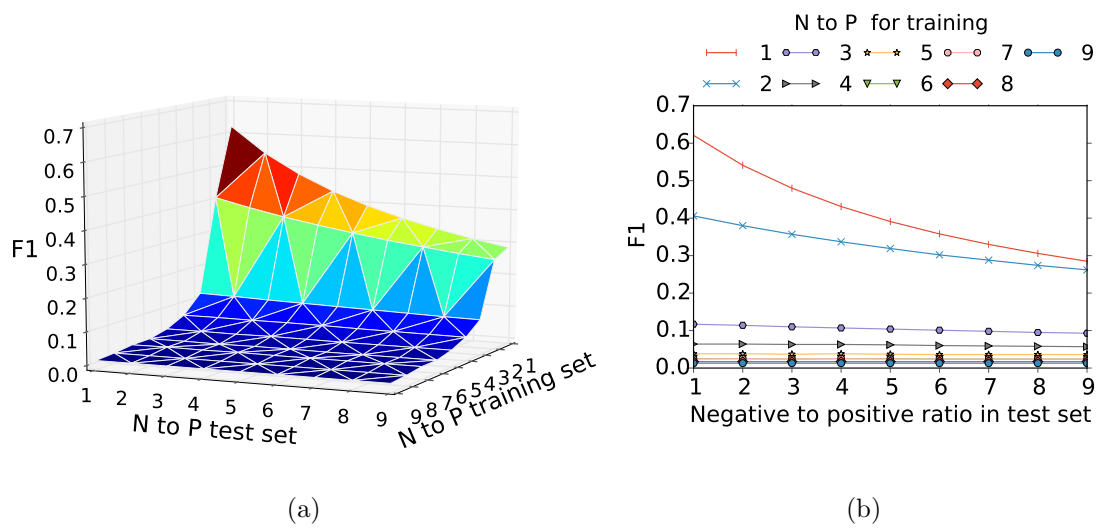 0.7
0.6
0.5
0.4
0.3
0.2
0.1
0.0
F1
1 2 3 4 5 6 7 8 9
N to P test set
9 8 7 6 5 4 3 2 1
N to P training set
(a)
N to P for training
1 3 5 7 9
2 4 6 8
0.7
0.6
0.5
0.4
0.3
0.2
0.1
0.0
F1
1 2 3 4 5 6 7 8 9
Negative to positive ratio in test set
(b)